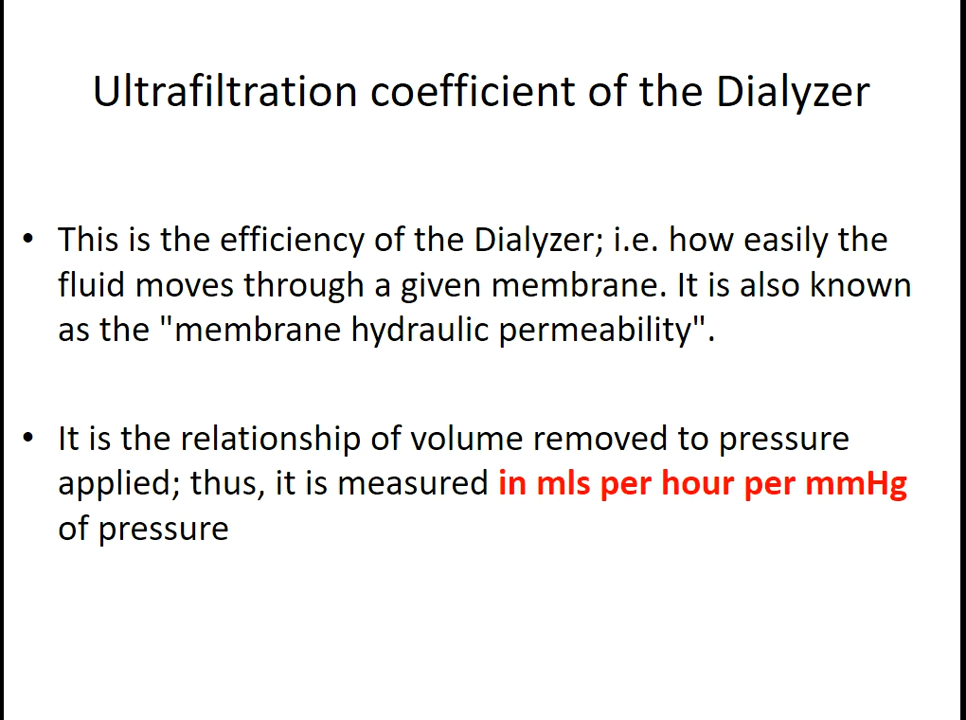 Ultrafiltration coefficient of the Dialyzer
• This is the efficiency of the Dialyzer; i.e. how easily the
fluid moves through a given membrane. It is also known
as the "membrane hydraulic permeability".
• It is the relationship of volume removed to pressure
applied; thus, it is measured in mls per hour per mmHg
of pressure